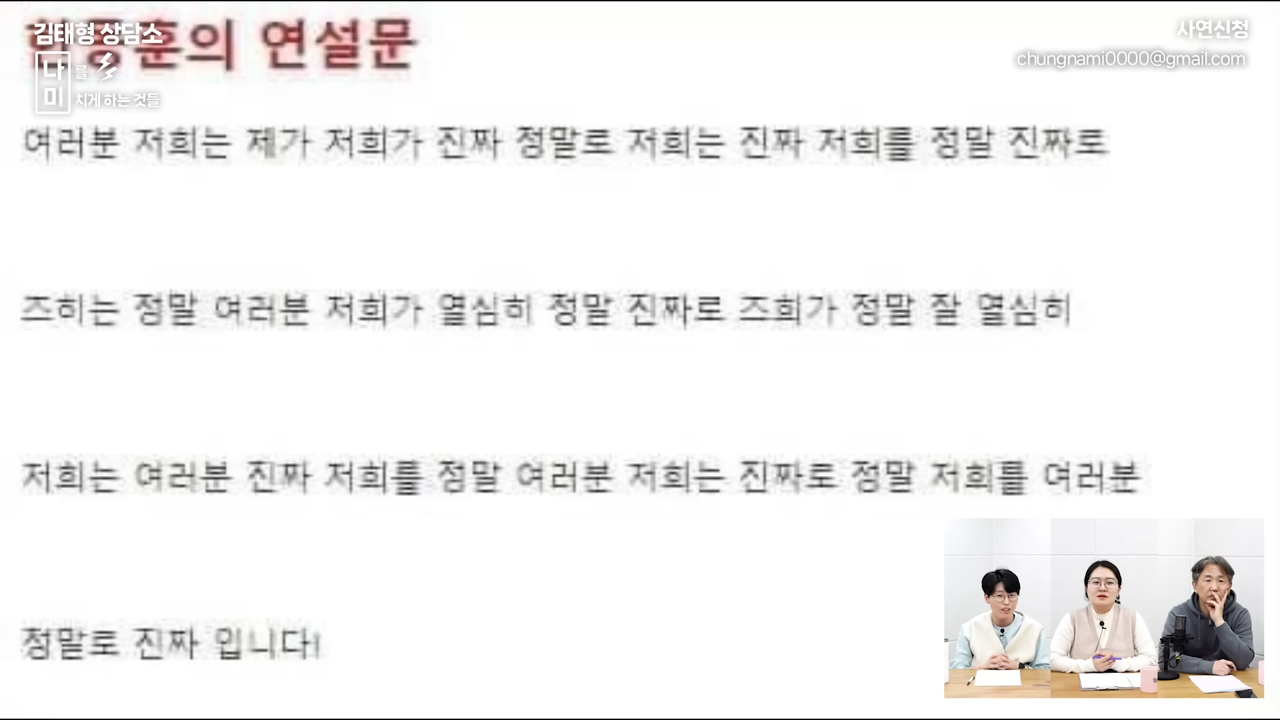 김태형 상담소
훈의 연설문
나를
미치게 하는 것들
사연신청
chungnami0000@gmail.com
여러분 저희는 제가 저희가 진짜 정말로 저희는 진짜 저희를 정말 진짜로
즈히는 정말 여러분 저희가 열심히 정말 진짜로 즈희가 정말 잘 열심히
저희는 여러분 진짜 저희를 정말 여러분 저희는 진짜로 정말 저희를 여러분
정말로 진짜 입니다!